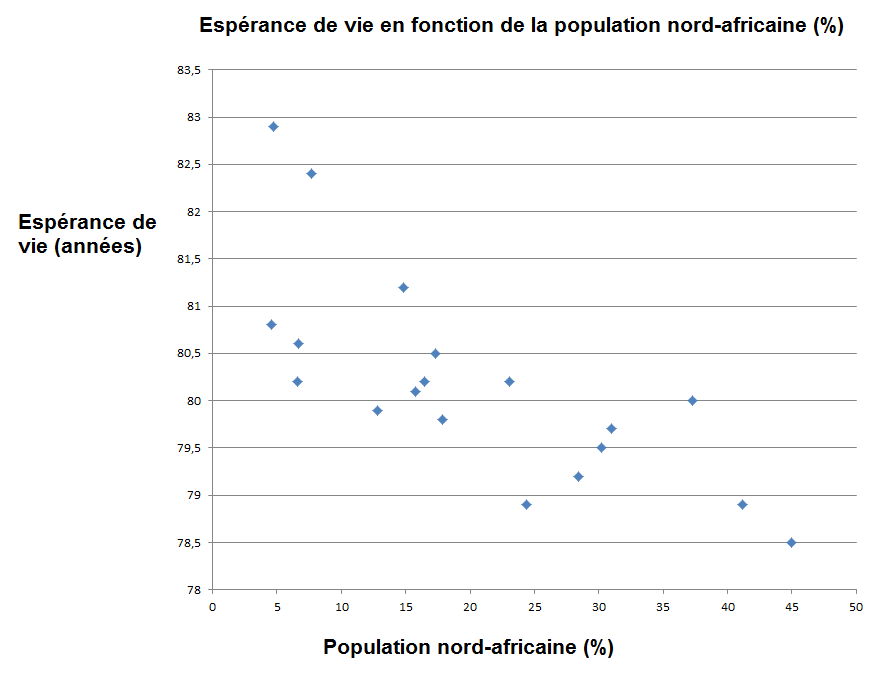 Espérance de vie en fonction de la population nord-africaine (%)
Espérance de
vie (années)
83,5
83
82,5
82
81,5
81
80,5
80
79,5
79
78,5
78
0 5 10 15 20 25 30 35 40 45 50
Population nord-africaine (%)